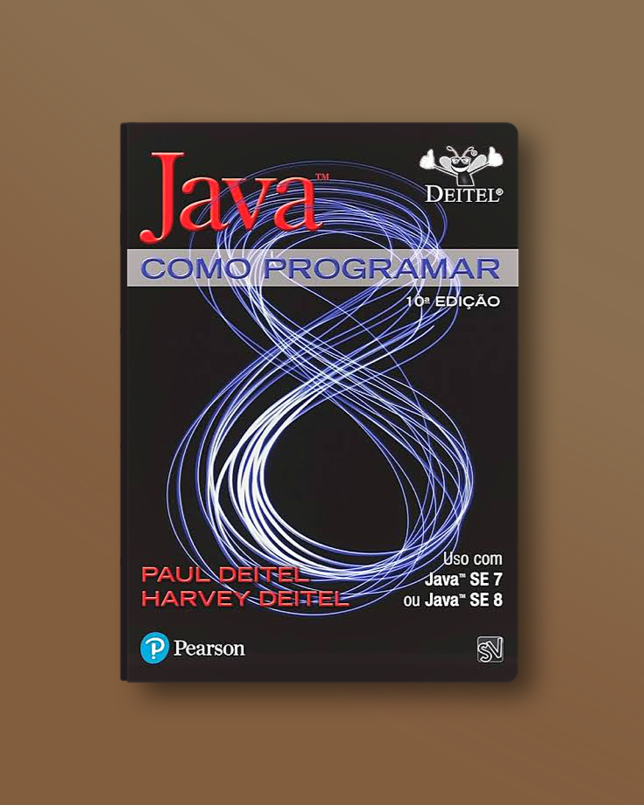 Java™
DEITEL®
COMO PROGRAMAR
10ª EDIÇÃO
PAUL DEITEL
HARVEY DEITEL
Uso com
Java™ SE 7
ou Java™ SE 8
Pearson
SV